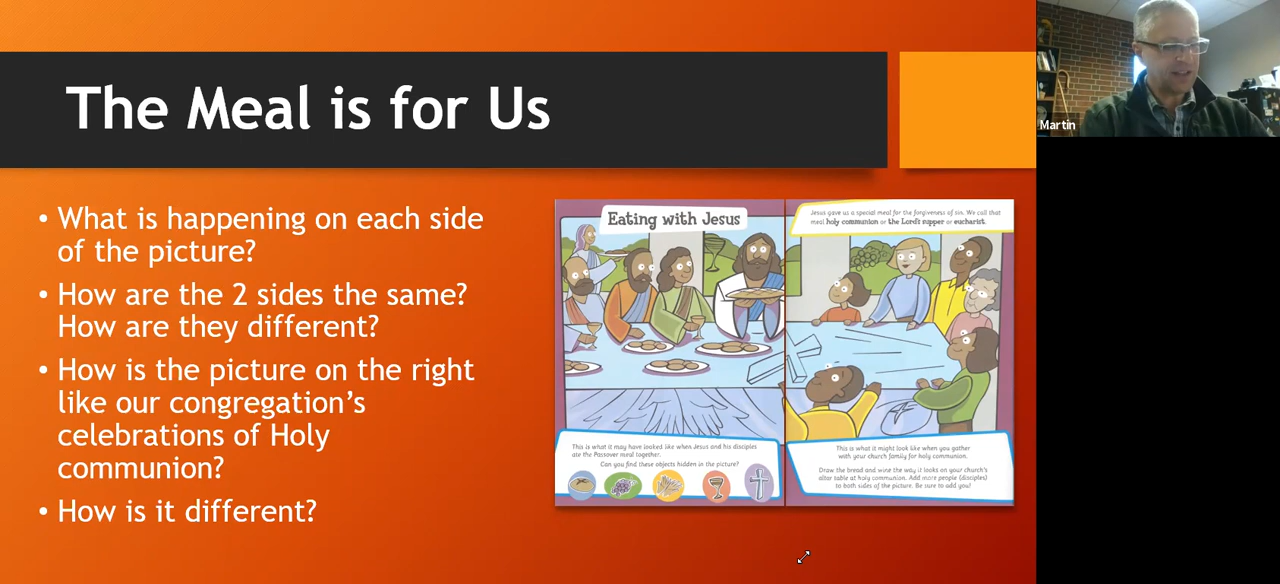 The Meal is for Us
Martin
• What is happening on each side
of the picture?
• How are the 2 sides the same?
How are they different?
• How is the picture on the right
like our congregation’s
celebrations of Holy
communion?
• How is it different?
Eating with Jesus
This is what it may have looked like when Jesus and his disciples
ate the Passover meal together.
Can you find these objects hidden in the picture?
Jesus gave us a special meal for the forgiveness of sin. We call that
meal holy communion or the Lord's supper or eucharist.
This is what it might look like when you gather
with your church family for holy communion.
Draw the bread and wine the way it looks on your church's
altar table at holy communion. Add more people (disciples)
to both sides of the picture. Be sure to add you!